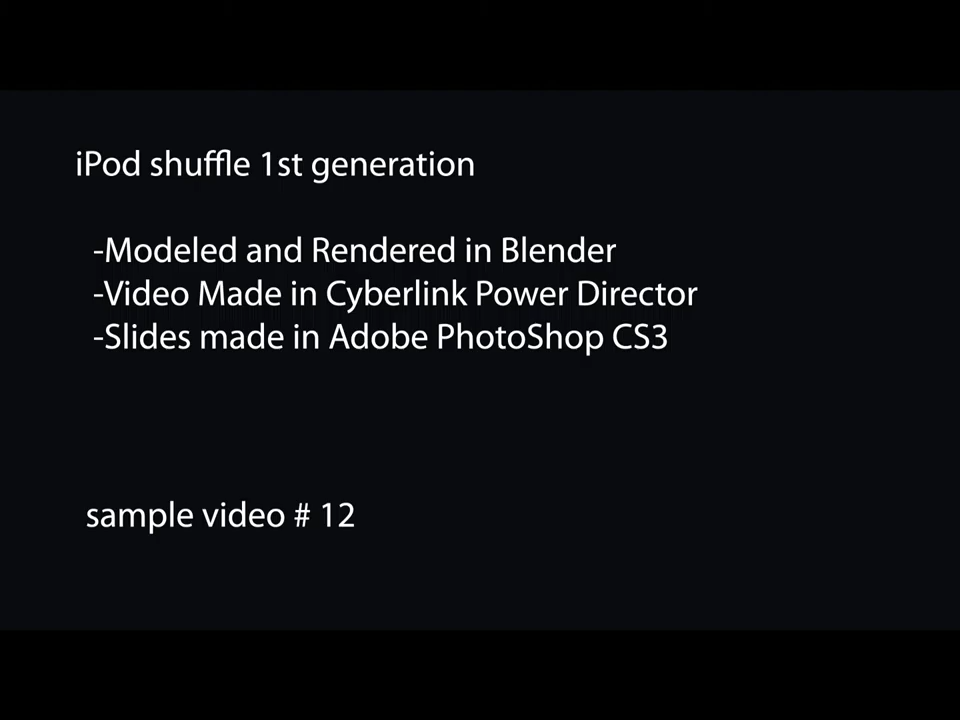 iPod shuffle 1st generation
-Modeled and Rendered in Blender
-Video Made in Cyberlink Power Director
-Slides made in Adobe PhotoShop CS3
sample video # 12